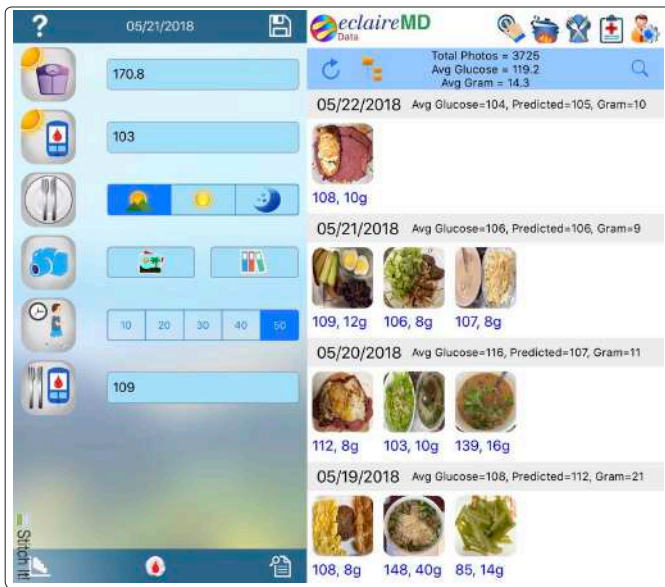 ?
05/21/2018
170.8
103
10 20 30 40 50
109
Stitch It!
eclaireMD
Data
Total Photos = 3725
Avg Glucose = 119.2
Avg Gram = 14.3
05/22/2018 Avg Glucose=104, Predicted=105, Gram=10
108, 10g
05/21/2018 Avg Glucose=106, Predicted=106, Gram=9
109, 12g 106, 8g 107, 8g
05/20/2018 Avg Glucose=116, Predicted=107, Gram=11
112, 8g 103, 10g 139, 16g
05/19/2018 Avg Glucose=108, Predicted=112, Gram=21
108, 8g 148, 40g 85, 14g